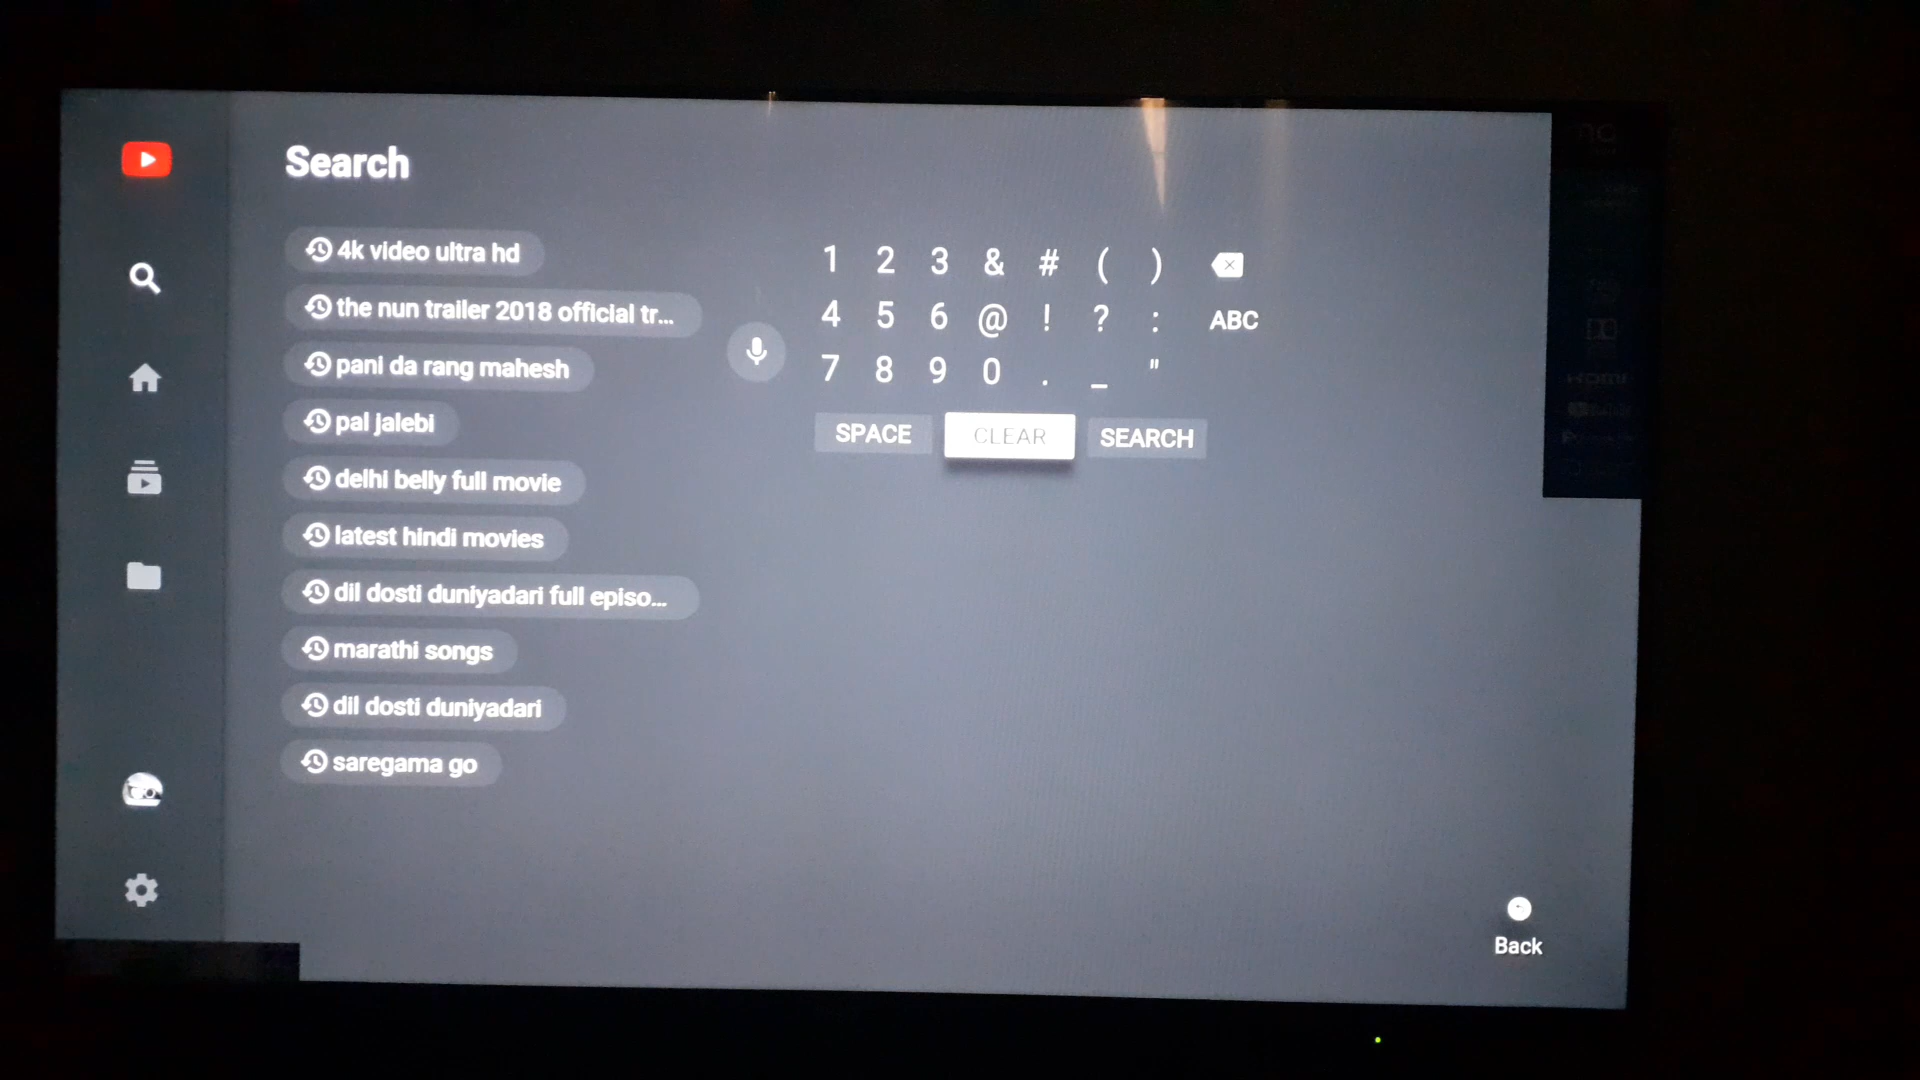 Search
4k video ultra hd
the nun trailer 2018 official tr...
pani da rang mahesh
pal jalebi
delhi belly full movie
latest hindi movies
dil dosti duniyadari full episo...
marathi songs
dil dosti duniyadari
saregama go
1 2 3 & # ( )
4 5 6 @ ! ? : ABC
7 8 9 0 . _ "
SPACE CLEAR SEARCH
Back
HDMI